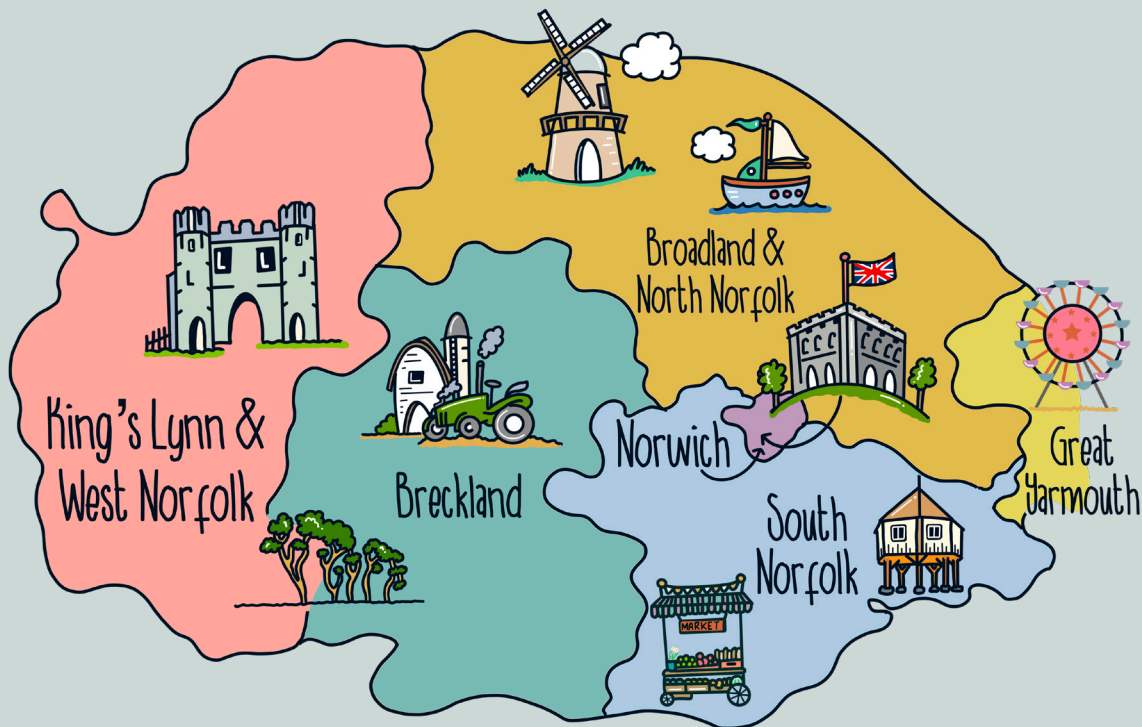 Broadland &
North Norfolk
King's Lynn &
West Norfolk
Breckland
Norwich
Great
Yarmouth
South
Norfolk
MARKET